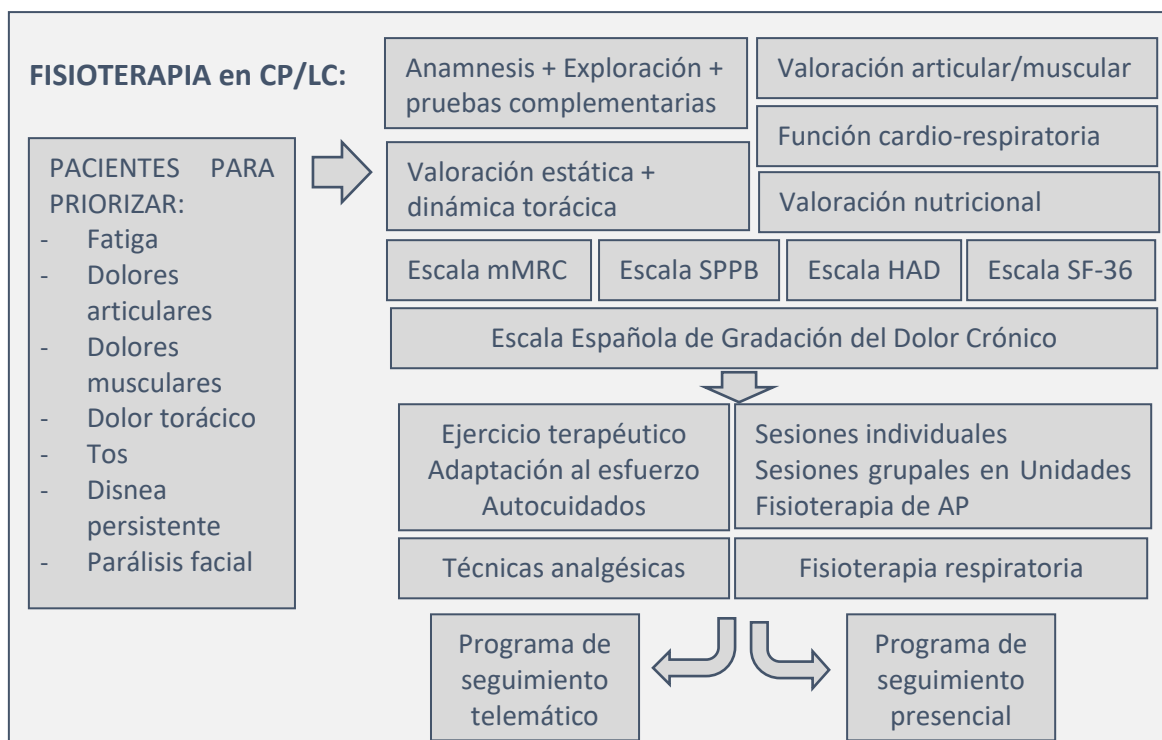 FISIOTERAPIA en CP/LC:
PACIENTES PARA
PRIORIZAR:
- Fatiga
- Dolores
articulares
- Dolores
musculares
- Dolor torácico
- Tos
- Disnea
persistente
- Parálisis facial
Anamnesis + Exploración +
pruebas complementarias
Valoración articular/muscular
Función cardio-respiratoria
Valoración estática +
dinámica torácica
Valoración nutricional
Escala mMRC
Escala SPPB
Escala HAD
Escala SF-36
Escala Española de Gradación del Dolor Crónico
Ejercicio terapéutico
Adaptación al esfuerzo
Autocuidados
Sesiones individuales
Sesiones grupales en Unidades
Fisioterapia de AP
Técnicas analgésicas
Fisioterapia respiratoria
Programa de
seguimiento
telemático
Programa de
seguimiento
presencial